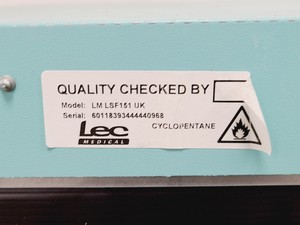 QUALITY CHECKED BY
Model: LM LSF151 UK
Serial: 60118393444440968
Lec
MEDICAL
CYCLOPENTANE